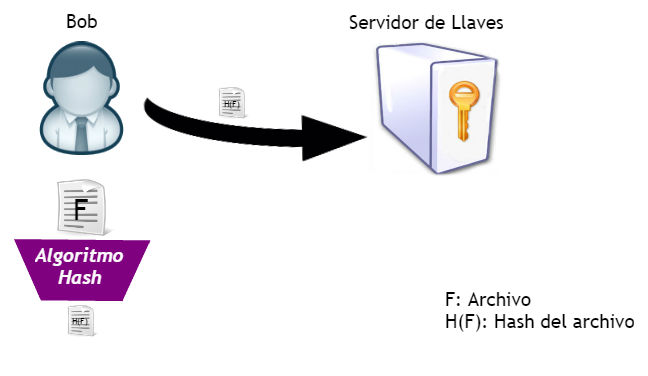 Bob
Servidor de Llaves
H(F)
F
Algoritmo
Hash
H(F)
F: Archivo
H(F): Hash del archivo